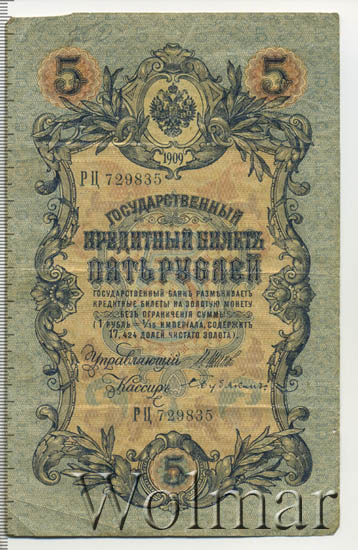 5 5
1909
РЦ 729835
ГОСУДАРСТВЕННЫЙ
КРЕДИТНЫЙ БИЛЕТЪ
ПЯТЬ РУБЛЕЙ
ГОСУДАРСТВЕННЫЙ БАНКЪ РАЗМѢНИВАЕТЪ
КРЕДИТНЫЕ БИЛЕТЫ НА ЗОЛОТУЮ МОНЕТУ
БЕЗЪ ОГРАНИЧЕНІЯ СУММЫ
(1 РУБЛЬ = 1/15 ИМПЕРІАЛА, СОДЕРЖИТЪ
17,424 ДОЛЕЙ ЧИСТАГО ЗОЛОТА).
Управляющій
Кассиръ
РЦ 729835
5
Wolmar